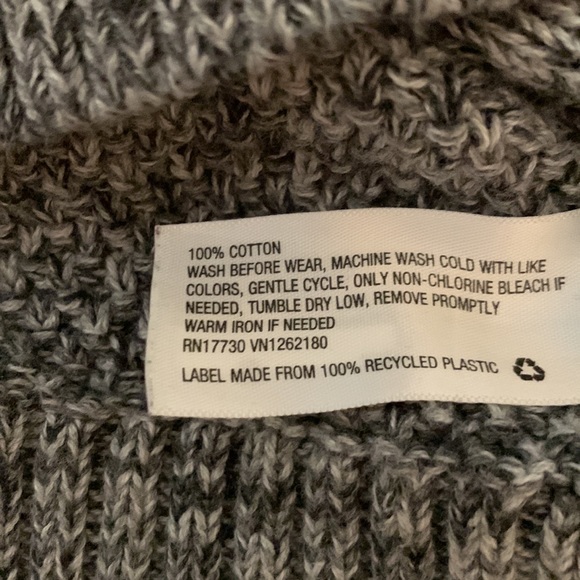 100% COTTON
WASH BEFORE WEAR, MACHINE WASH COLD WITH LIKE
COLORS, GENTLE CYCLE, ONLY NON-CHLORINE BLEACH IF
NEEDED, TUMBLE DRY LOW, REMOVE PROMPTLY
WARM IRON IF NEEDED
RN17730 VN1262180
LABEL MADE FROM 100% RECYCLED PLASTIC